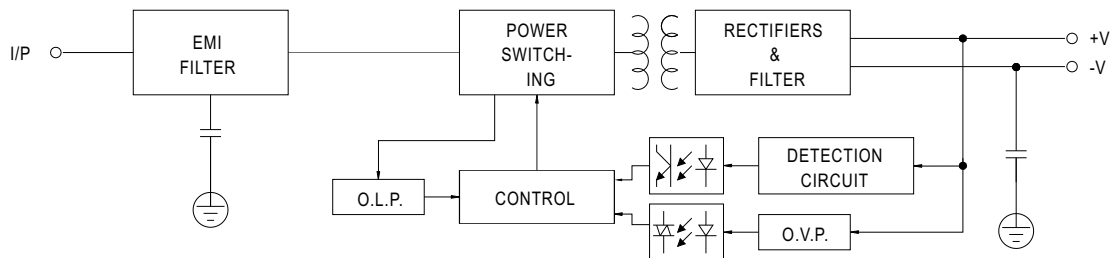 I/P
EMI
FILTER
POWER
SWITCH-
ING
RECTIFIERS
&
FILTER
+V
-V
O.L.P.
CONTROL
DETECTION
CIRCUIT
O.V.P.